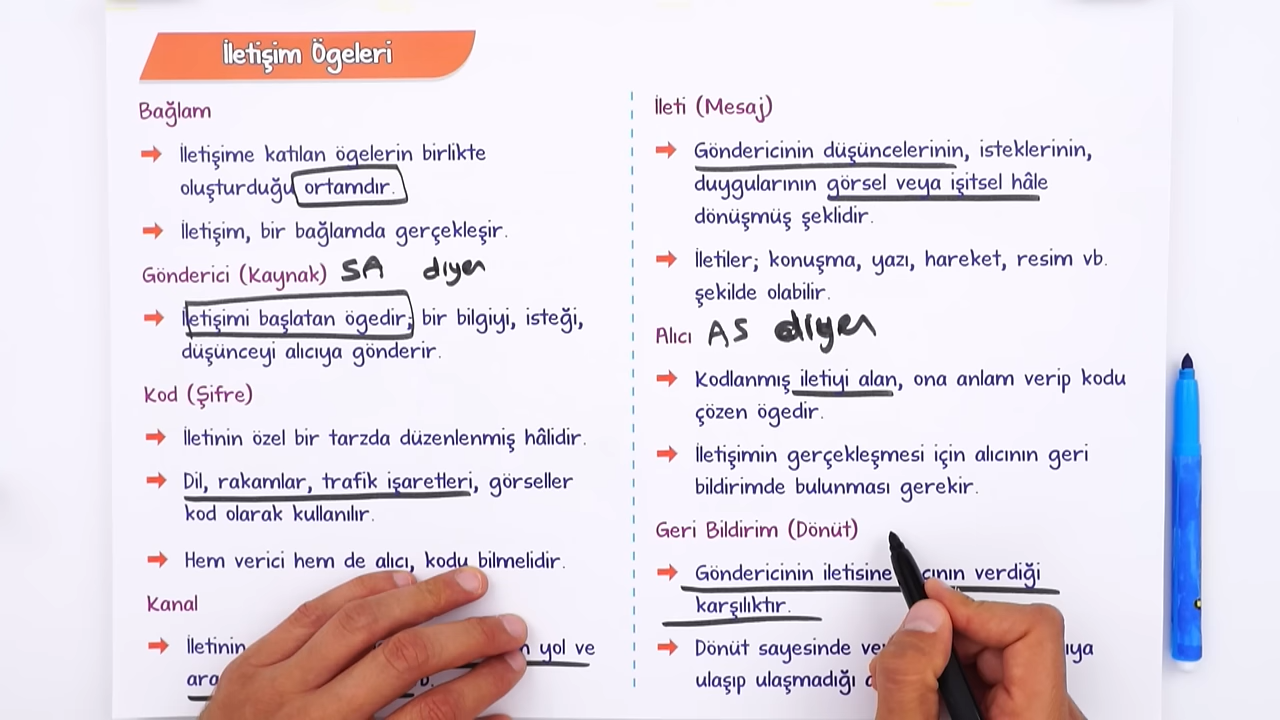 İletişim Ögeleri
Bağlam
İletişime katılan ögelerin birlikte
oluşturduğu ortamdır.
İletişim, bir bağlamda gerçekleşir.
Gönderici (Kaynak) SA diyen
İletişimi başlatan ögedir; bir bilgiyi, isteği,
düşünceyi alıcıya gönderir.
Kod (Şifre)
İletinin özel bir tarzda düzenlenmiş hâlidir.
Dil, rakamlar, trafik işaretleri, görseller
kod olarak kullanılır.
Hem verici hem de alıcı, kodu bilmelidir.
Kanal
İletinin yol ve
İleti (Mesaj)
Göndericinin düşüncelerinin, isteklerinin,
duygularının görsel veya işitsel hâle
dönüşmüş şeklidir.
İletiler; konuşma, yazı, hareket, resim vb.
şekilde olabilir.
Alıcı AS diyen
Kodlanmış iletiyi alan, ona anlam verip kodu
çözen ögedir.
İletişimin gerçekleşmesi için alıcının geri
bildirimde bulunması gerekir.
Geri Bildirim (Dönüt)
Göndericinin iletisine verdiği
karşılıktır.
Dönüt sayesinde
ulaşıp ulaşmadığı